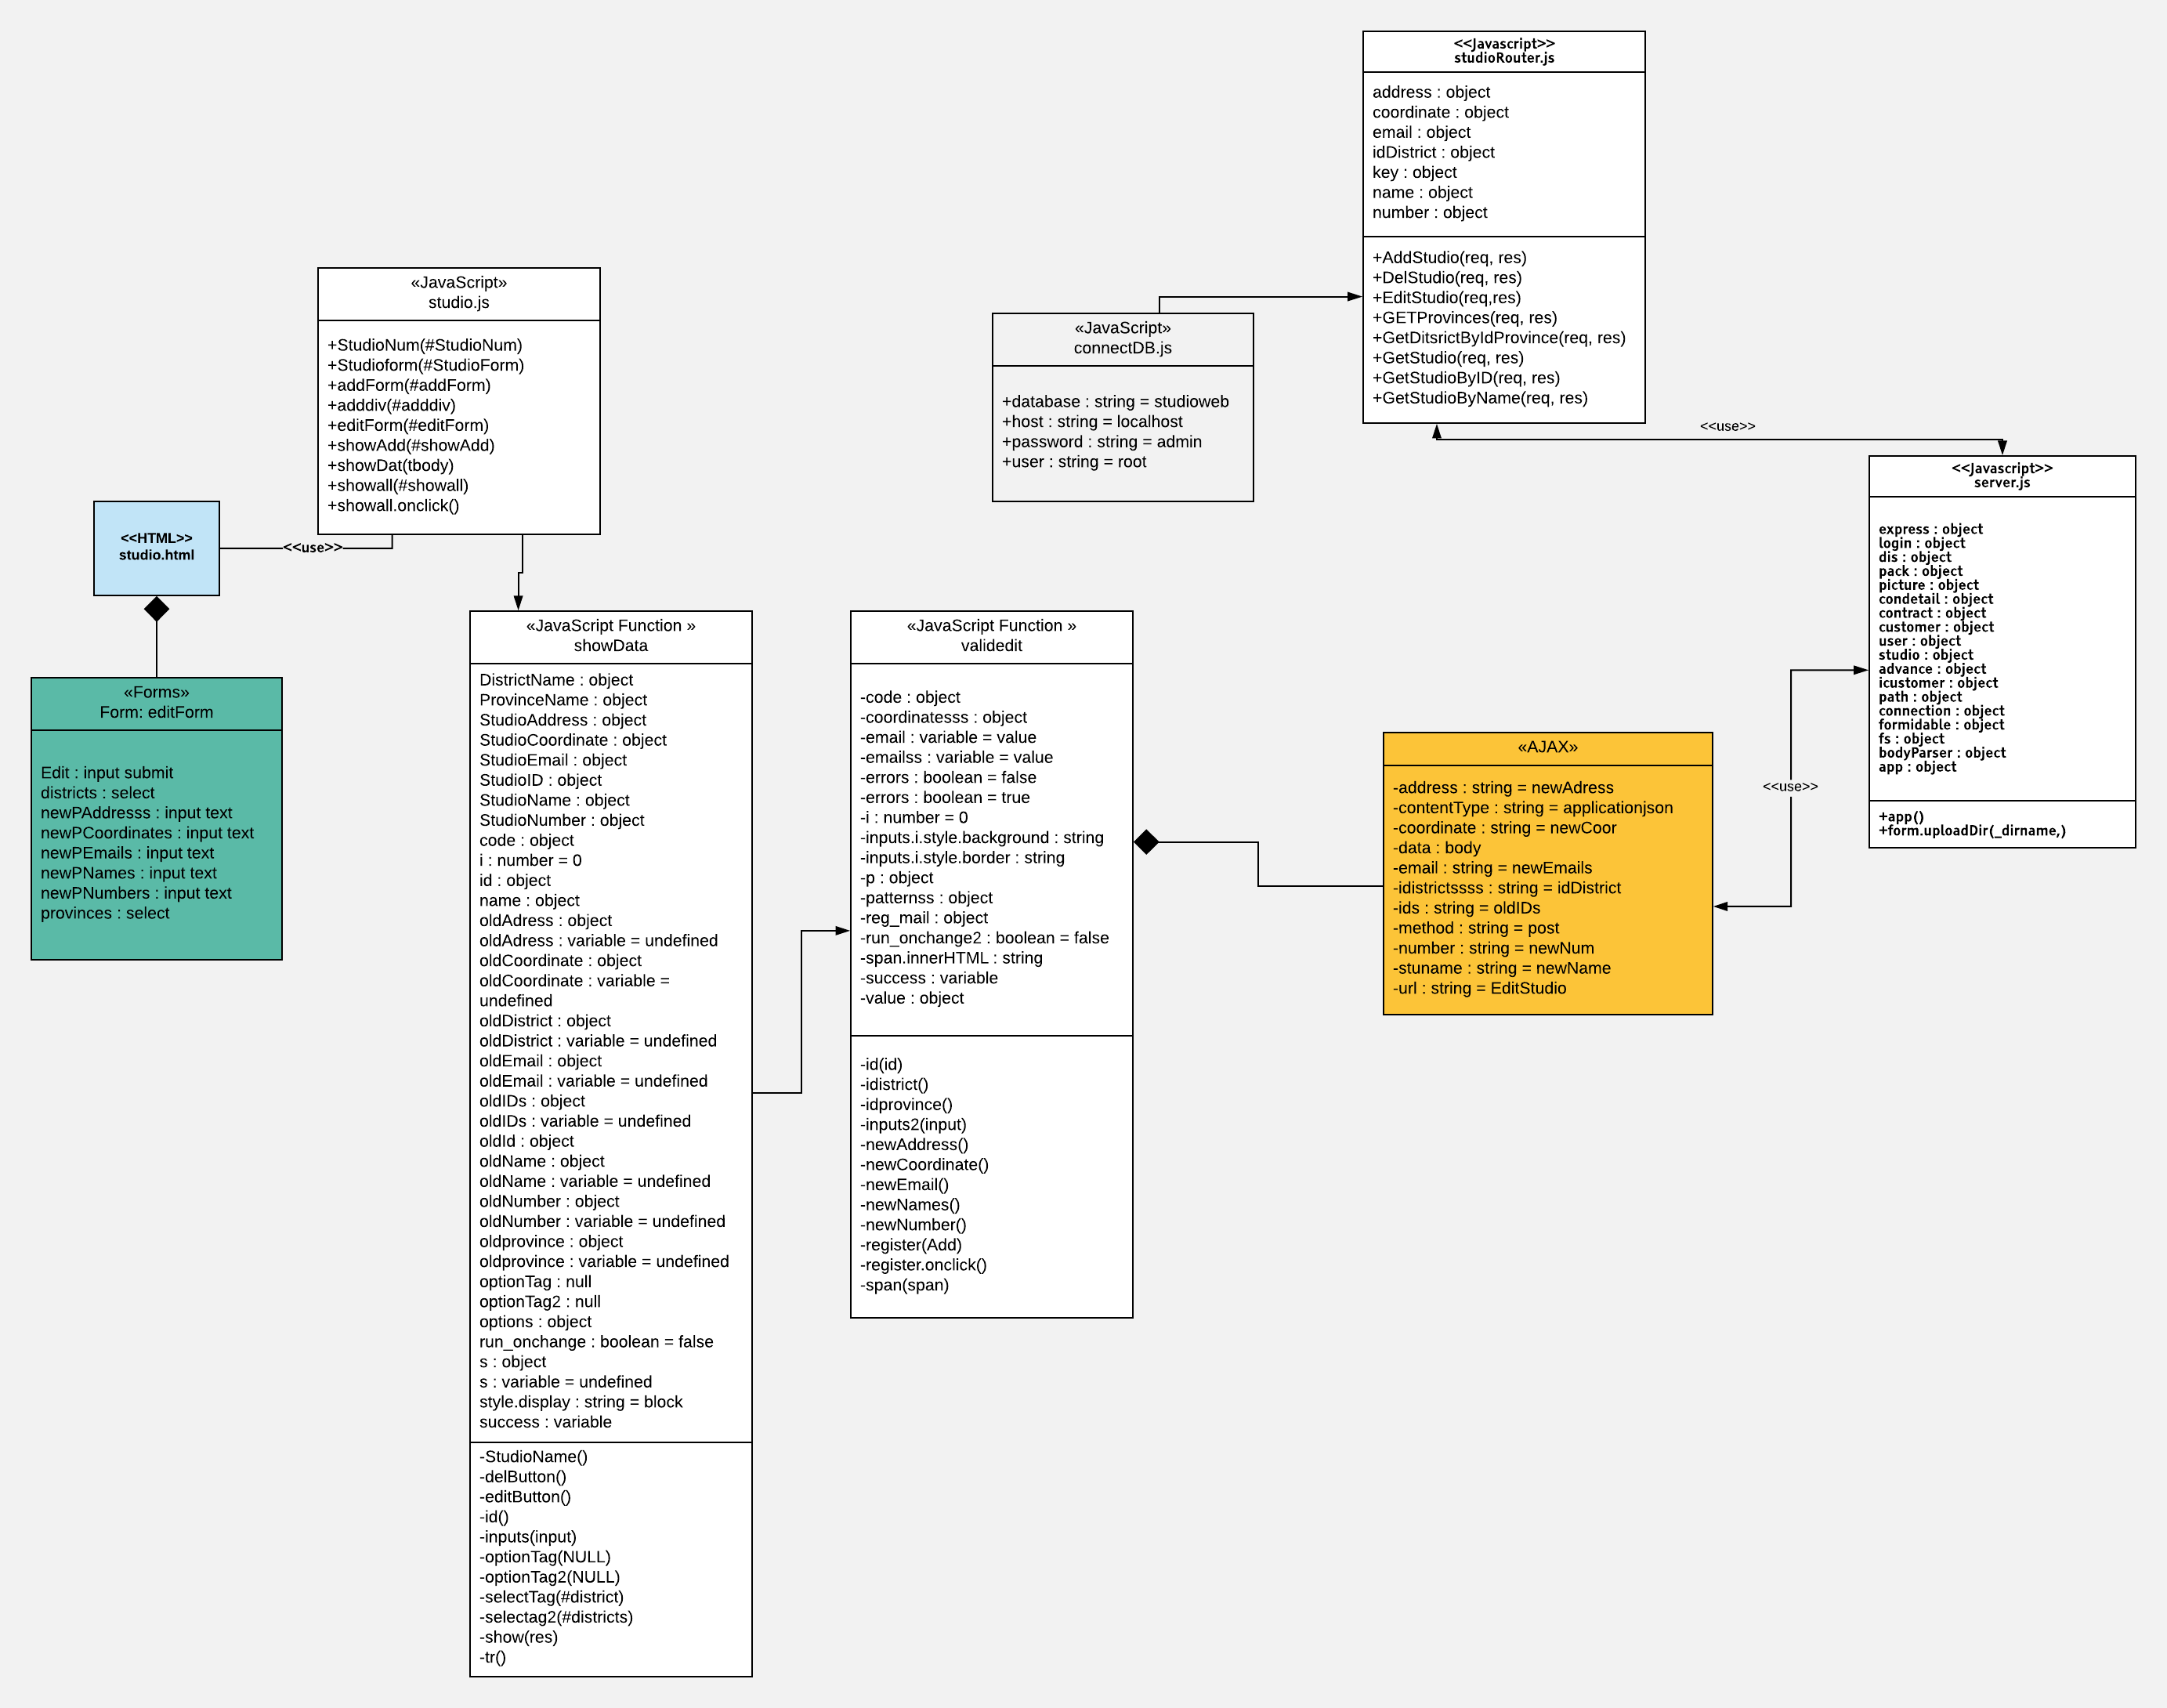 <<Javascript>>
studioRouter.js
address : object
coordinate : object
email : object
idDistrict : object
key : object
name : object
number : object
+AddStudio(req, res)
+DelStudio(req, res)
+EditStudio(req,res)
+GETProvinces(req, res)
+GetDitsrictByIdProvince(req, res)
+GetStudio(req, res)
+GetStudioByID(req, res)
+GetStudioByName(req, res)
«JavaScript»
studio.js
+StudioNum(#StudioNum)
+Studioform(#StudioForm)
+addForm(#addForm)
+adddiv(#adddiv)
+editForm(#editForm)
+showAdd(#showAdd)
+showDat(tbody)
+showall(#showall)
+showall.onclick()
«JavaScript»
connectDB.js
+database : string = studioweb
+host : string = localhost
+password : string = admin
+user : string = root
<<use>>
<<HTML>>
studio.html
<<use>>
<<Javascript>>
server.js
express : object
login : object
dis : object
pack : object
picture : object
condetail : object
contract : object
customer : object
user : object
studio : object
advance : object
icustomer : object
path : object
connection : object
formidable : object
fs : object
bodyParser : object
app : object
+app()
+form.uploadDir(_dirname,)
«Forms»
Form: editForm
Edit : input submit
districts : select
newPAddresss : input text
newPCoordinates : input text
newPEmails : input text
newPNames : input text
newPNumbers : input text
provinces : select
«JavaScript Function »
showData
DistrictName : object
ProvinceName : object
StudioAddress : object
StudioCoordinate : object
StudioEmail : object
StudioID : object
StudioName : object
StudioNumber : object
code : object
i : number = 0
id : object
name : object
oldAdress : object
oldAdress : variable = undefined
oldCoordinate : object
oldCoordinate : variable =
undefined
oldDistrict : object
oldDistrict : variable = undefined
oldEmail : object
oldEmail : variable = undefined
oldIDs : object
oldIDs : variable = undefined
oldId : object
oldName : object
oldName : variable = undefined
oldNumber : object
oldNumber : variable = undefined
oldprovince : object
oldprovince : variable = undefined
optionTag : null
optionTag2 : null
options : object
run_onchange : boolean = false
s : object
s : variable = undefined
style.display : string = block
success : variable
-StudioName()
-delButton()
-editButton()
-id()
-inputs(input)
-optionTag(NULL)
-optionTag2(NULL)
-selectTag(#district)
-selectag2(#districts)
-show(res)
-tr()
«JavaScript Function »
validedit
-code : object
-coordinatesss : object
-email : variable = value
-emailss : variable = value
-errors : boolean = false
-errors : boolean = true
-i : number = 0
-inputs.i.style.background : string
-inputs.i.style.border : string
-p : object
-patternss : object
-reg_mail : object
-run_onchange2 : boolean = false
-span.innerHTML : string
-success : variable
-value : object
-id(id)
-idistrict()
-idprovince()
-inputs2(input)
-newAddress()
-newCoordinate()
-newEmail()
-newNames()
-newNumber()
-register(Add)
-register.onclick()
-span(span)
«AJAX»
-address : string = newAdress
-contentType : string = applicationjson
-coordinate : string = newCoor
-data : body
-email : string = newEmails
-idistrictssss : string = idDistrict
-ids : string = oldIDs
-method : string = post
-number : string = newNum
-stuname : string = newName
-url : string = EditStudio
<<use>>